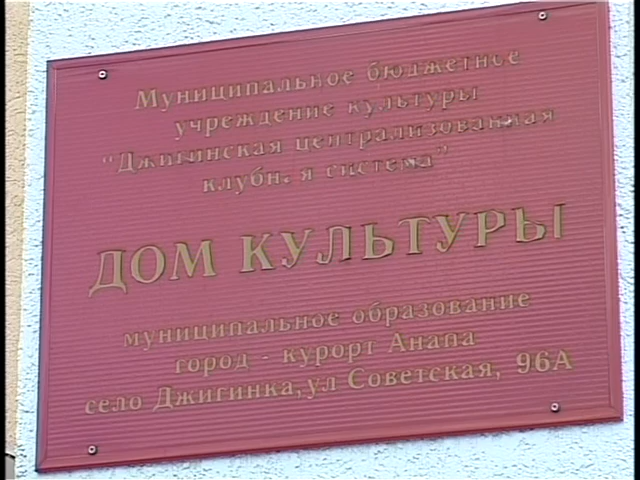 Муниципальное бюджетное
учреждение культуры
"Джигинская централизованная
клубн. я система"
ДОМ КУЛЬТУРЫ
муниципальное образование
город - курорт Анапа
село Джигинка, ул Советская, 96А